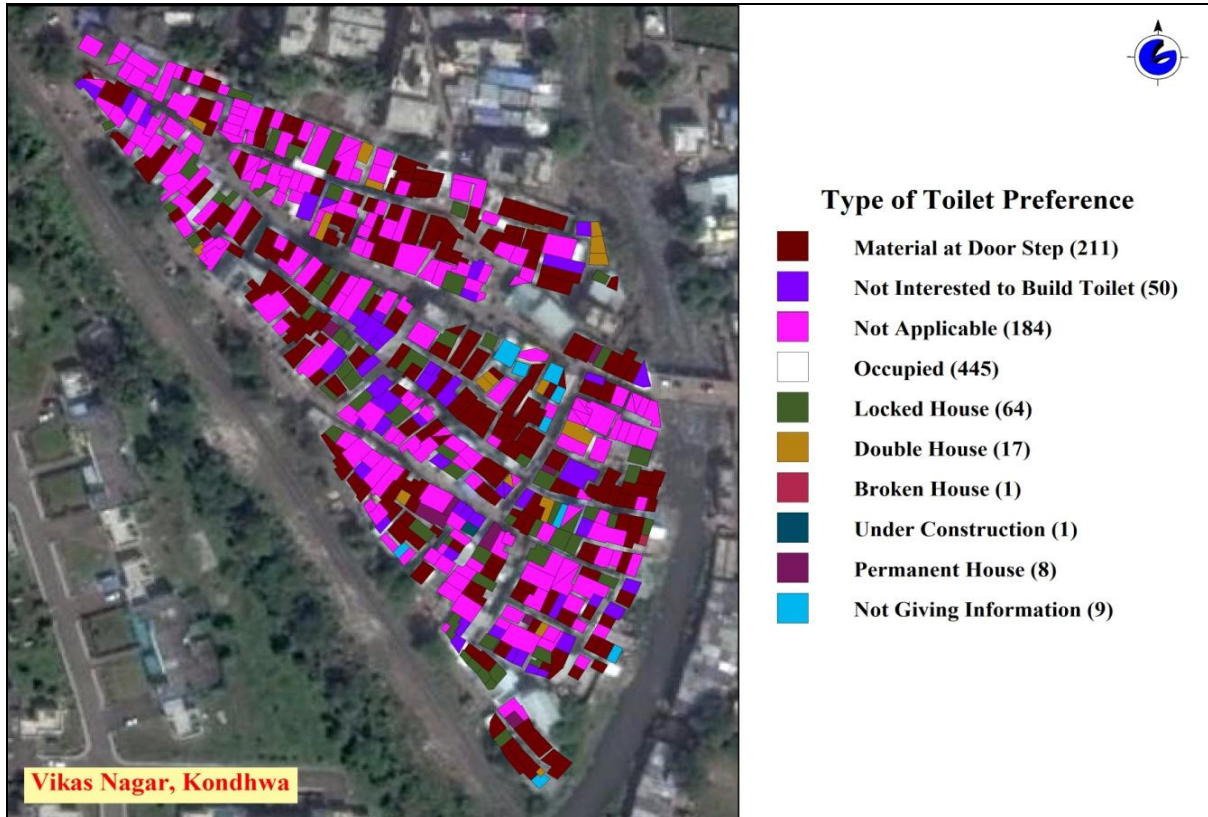 Type of Toilet Preference
Material at Door Step (211)
Not Interested to Build Toilet (50)
Not Applicable (184)
Occupied (445)
Locked House (64)
Double House (17)
Broken House (1)
Under Construction (1)
Permanent House (8)
Not Giving Information (9)
Vikas Nagar, Kondhwa